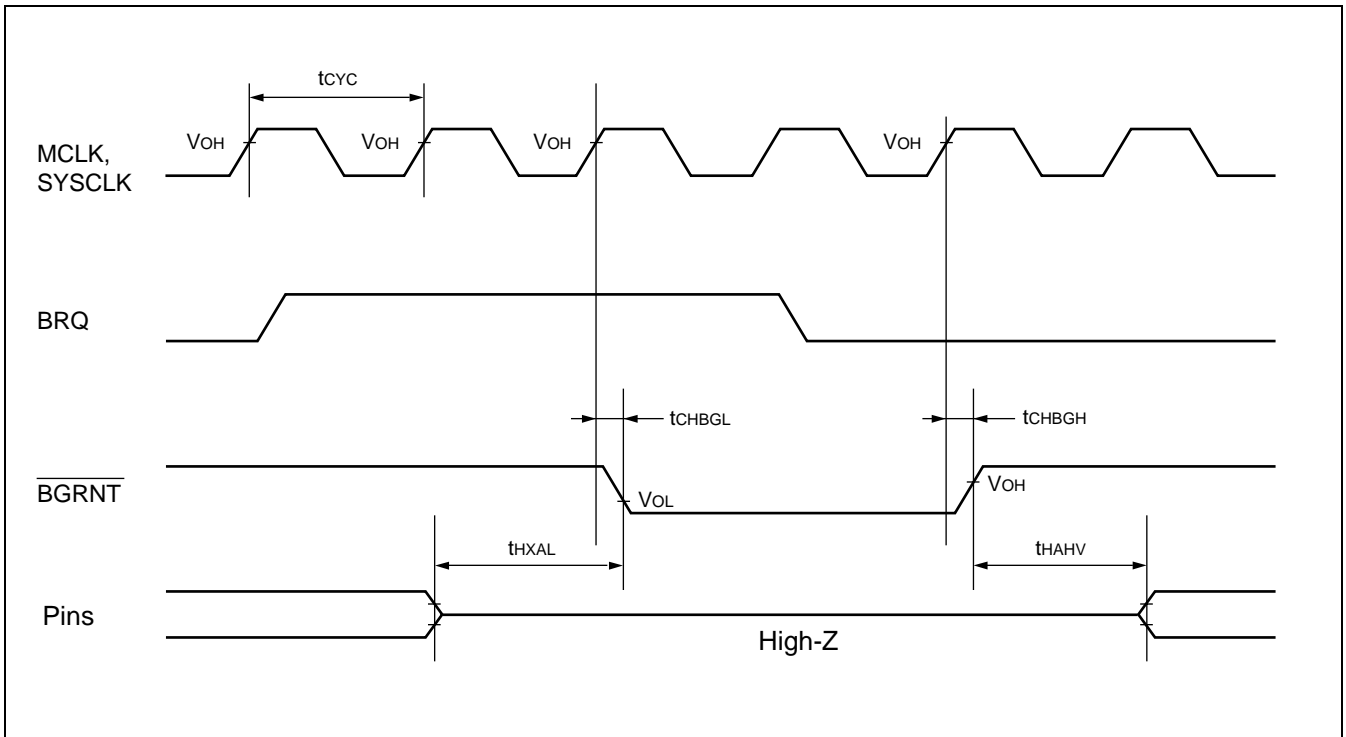 tCYC
VOH VOH VOH VOH
MCLK,
SYSCLK
BRQ
tCHBGL tCHBGH
BGRNT
VOL VOH
tHXAL tHAHV
Pins
High-Z